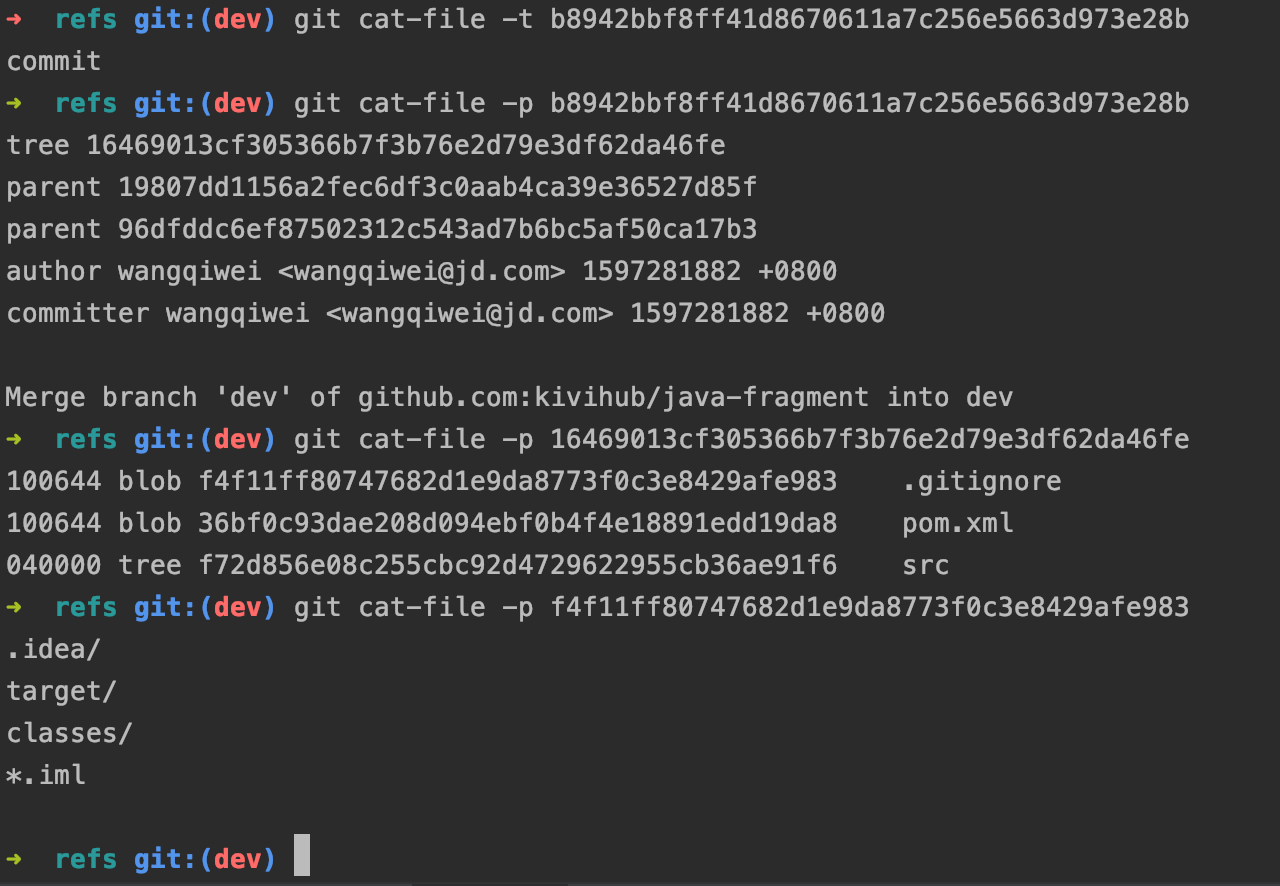 ➜  refs git:(dev) git cat-file -t b8942bbf8ff41d8670611a7c256e5663d973e28b
commit
➜  refs git:(dev) git cat-file -p b8942bbf8ff41d8670611a7c256e5663d973e28b
tree 16469013cf305366b7f3b76e2d79e3df62da46fe
parent 19807dd1156a2fec6df3c0aab4ca39e36527d85f
parent 96dfddc6ef87502312c543ad7b6bc5af50ca17b3
author wangqiwei <wangqiwei@jd.com> 1597281882 +0800
committer wangqiwei <wangqiwei@jd.com> 1597281882 +0800

Merge branch 'dev' of github.com:kivihub/java-fragment into dev
➜  refs git:(dev) git cat-file -p 16469013cf305366b7f3b76e2d79e3df62da46fe
100644 blob f4f11ff80747682d1e9da8773f0c3e8429afe983    .gitignore
100644 blob 36bf0c93dae208d094ebf0b4f4e18891edd19da8    pom.xml
040000 tree f72d856e08c255cbc92d4729622955cb36ae91f6    src
➜  refs git:(dev) git cat-file -p f4f11ff80747682d1e9da8773f0c3e8429afe983
.idea/
target/
classes/
*.iml

➜  refs git:(dev)